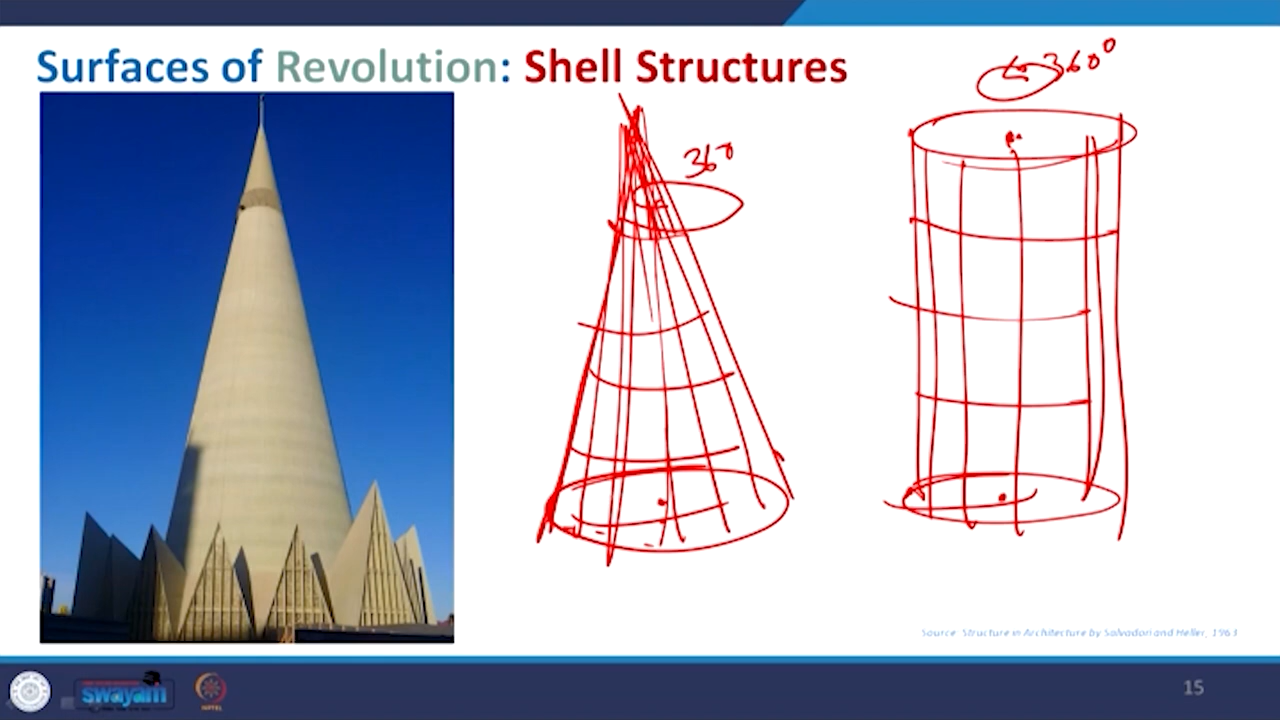 Surfaces of Revolution: Shell Structures
360°
360
Source: Structure in Architecture by Salvadori and Heller, 1963
swayam
NPTEL
15